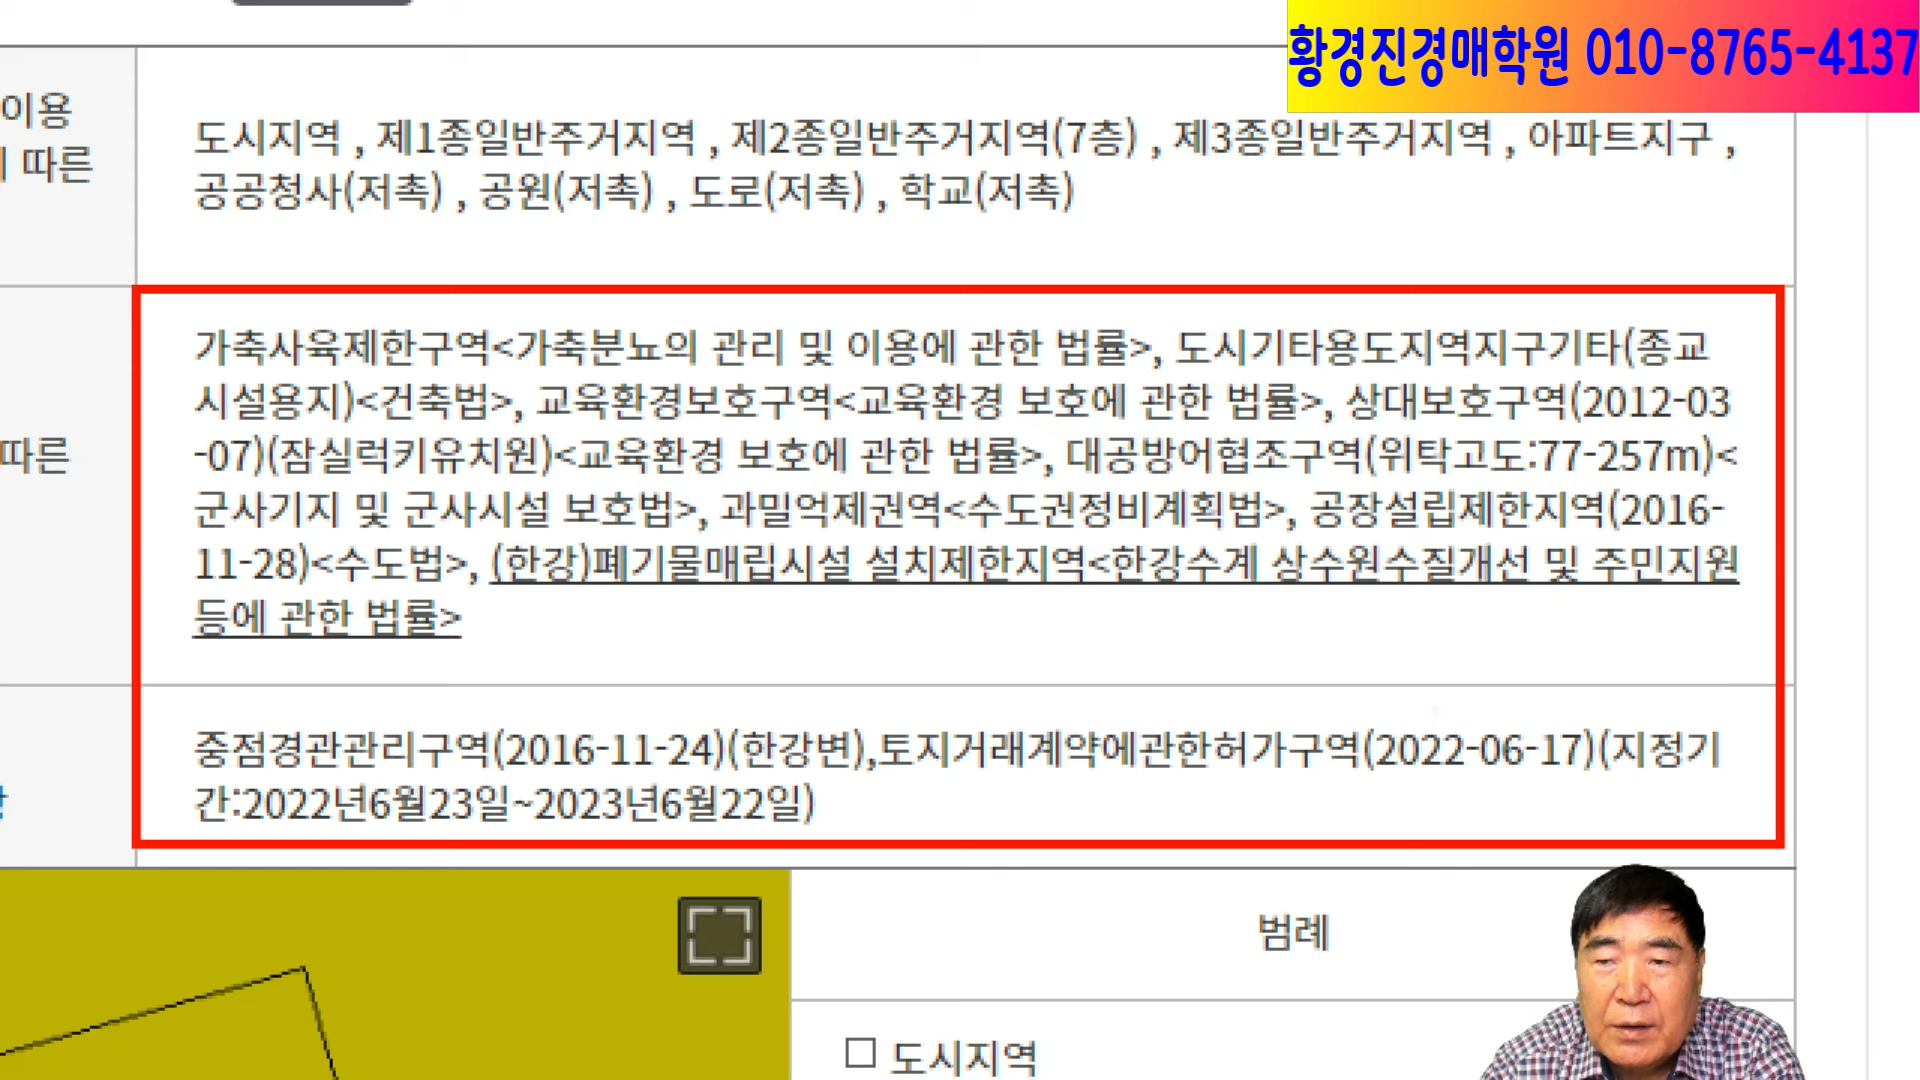 황경진경매학원 010-8765-4137
이용
따른
도시지역 , 제1종일반주거지역 , 제2종일반주거지역(7층) , 제3종일반주거지역 , 아파트지구 ,
공공청사(저촉) , 공원(저촉) , 도로(저촉) , 학교(저촉)
따른
가축사육제한구역<가축분뇨의 관리 및 이용에 관한 법률>, 도시기타용도지역지구기타(종교
시설용지)<건축법>, 교육환경보호구역<교육환경 보호에 관한 법률>, 상대보호구역(2012-03
-07)(잠실럭키유치원)<교육환경 보호에 관한 법률>, 대공방어협조구역(위탁고도:77-257m)<
군사기지 및 군사시설 보호법>, 과밀억제권역<수도권정비계획법>, 공장설립제한지역(2016-
11-28)<수도법>, (한강)폐기물매립시설 설치제한지역<한강수계 상수원수질개선 및 주민지원
등에 관한 법률>
중점경관관리구역(2016-11-24)(한강변),토지거래계약에관한허가구역(2022-06-17)(지정기
간:2022년6월23일~2023년6월22일)
범례
도시지역